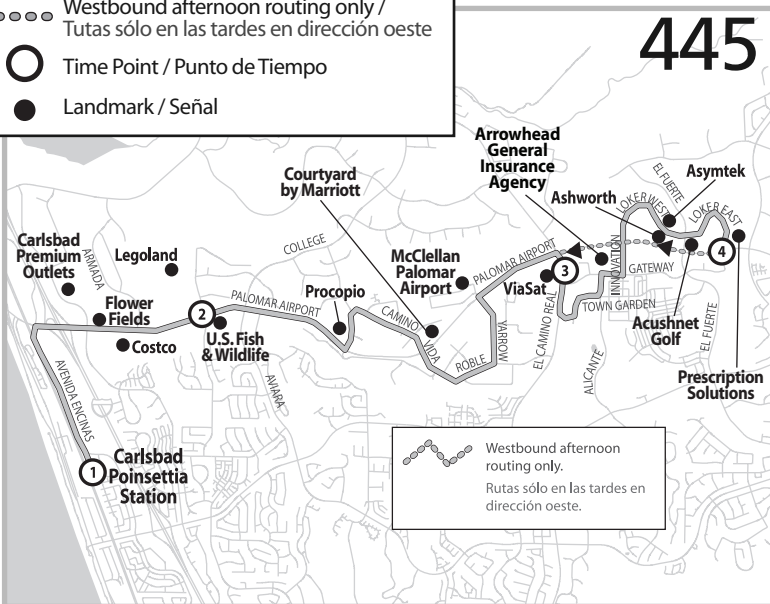 Westbound afternoon routing only /
Tutas sólo en las tardes en dirección oeste
Time Point / Punto de Tiempo
Landmark / Señal
445
Arrowhead
General
Insurance
Agency
Courtyard
by Marriott
Ashworth
EL FUERTE
Asymtek
LOKER WEST
LOKER EAST
Carlsbad
Premium
Outlets
ARMADA
Legoland
COLLEGE
McClellan
Palomar
Airport
PALOMAR AIRPORT
3
INNOVATION
4
GATEWAY
ViaSat
TOWN GARDEN
Flower
Fields
2
PALOMAR AIRPORT
Procopio
CAMINO
VIDA
ROBLE
YARROW
EL CAMINO REAL
ALICANTE
Acushnet
Golf
EL FUERTE
Costco
U.S. Fish
& Wildlife
AVIARA
Prescription
Solutions
AVENIDA ENCINAS
1
Carlsbad
Poinsettia
Station
Westbound afternoon
routing only.
Rutas sólo en las tardes en
dirección oeste.